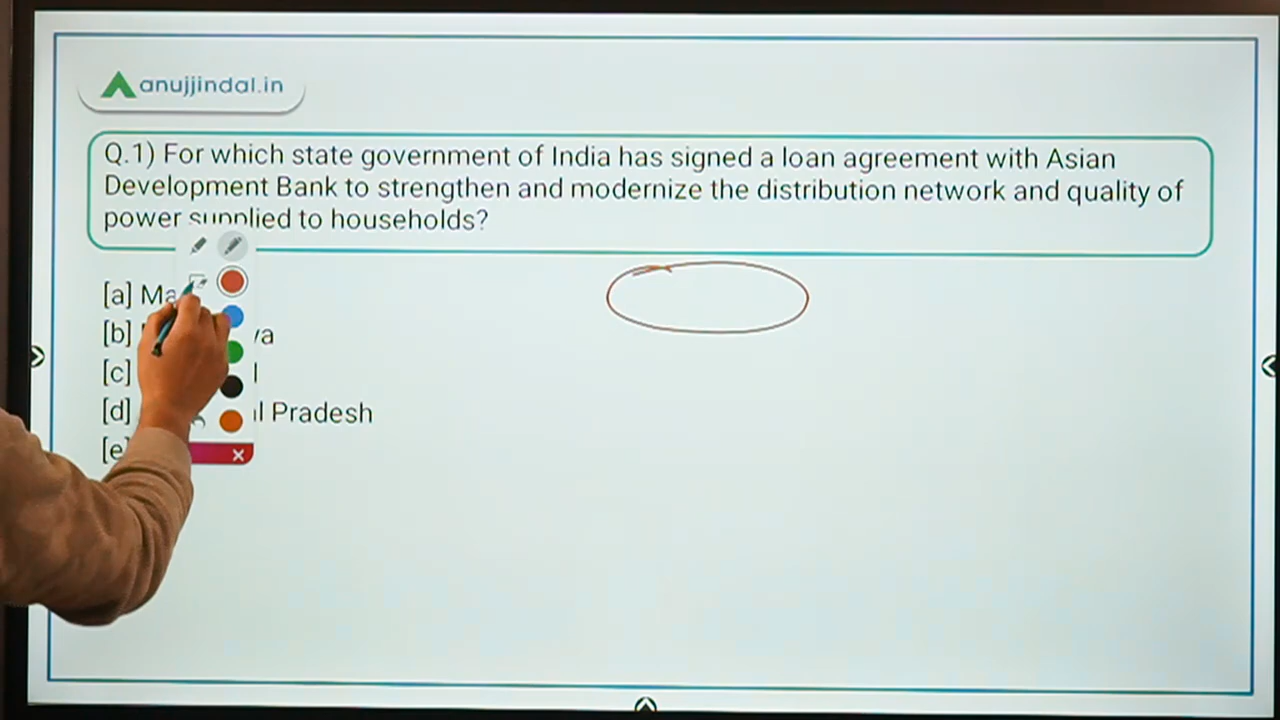 anujjindal.in
Q.1) For which state government of India has signed a loan agreement with Asian
Development Bank to strengthen and modernize the distribution network and quality of
power supplied to households?
[a] Ma
[b] ya
[c] l
[d] l Pradesh
[e]